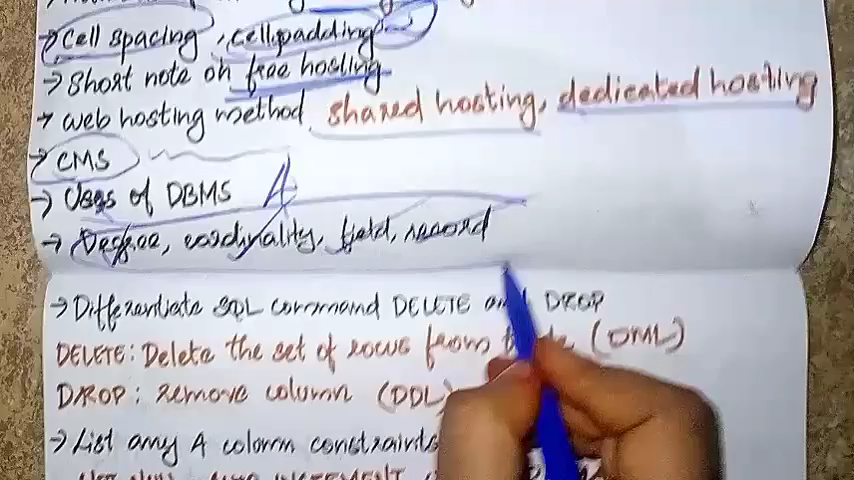 → Cell spacing, cellpadding
→ Short note on free hosting
→ web hosting method shared hosting, dedicated hosting
→ CMS
→ Uses of DBMS 4
→ Degree, cardinality, field, record
→ Differentiate SQL command DELETE and DROP
DELETE: Delete the set of rows from (DML)
DROP: Remove column (DDL)
→ List any 4 column constraints